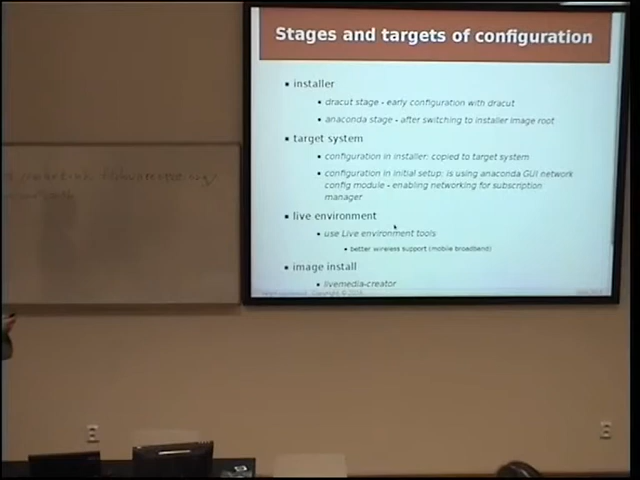 Stages and targets of configuration
installer
dracut stage - early configuration with dracut
anaconda stage - after switching to installer image root
target system
configuration in installer: copied to target system
configuration in initial setup: is using anaconda GUI network
config module - enabling networking for subscription
manager
live environment
use Live environment tools
better wireless support (mobile broadband)
image install
livemedia-creator